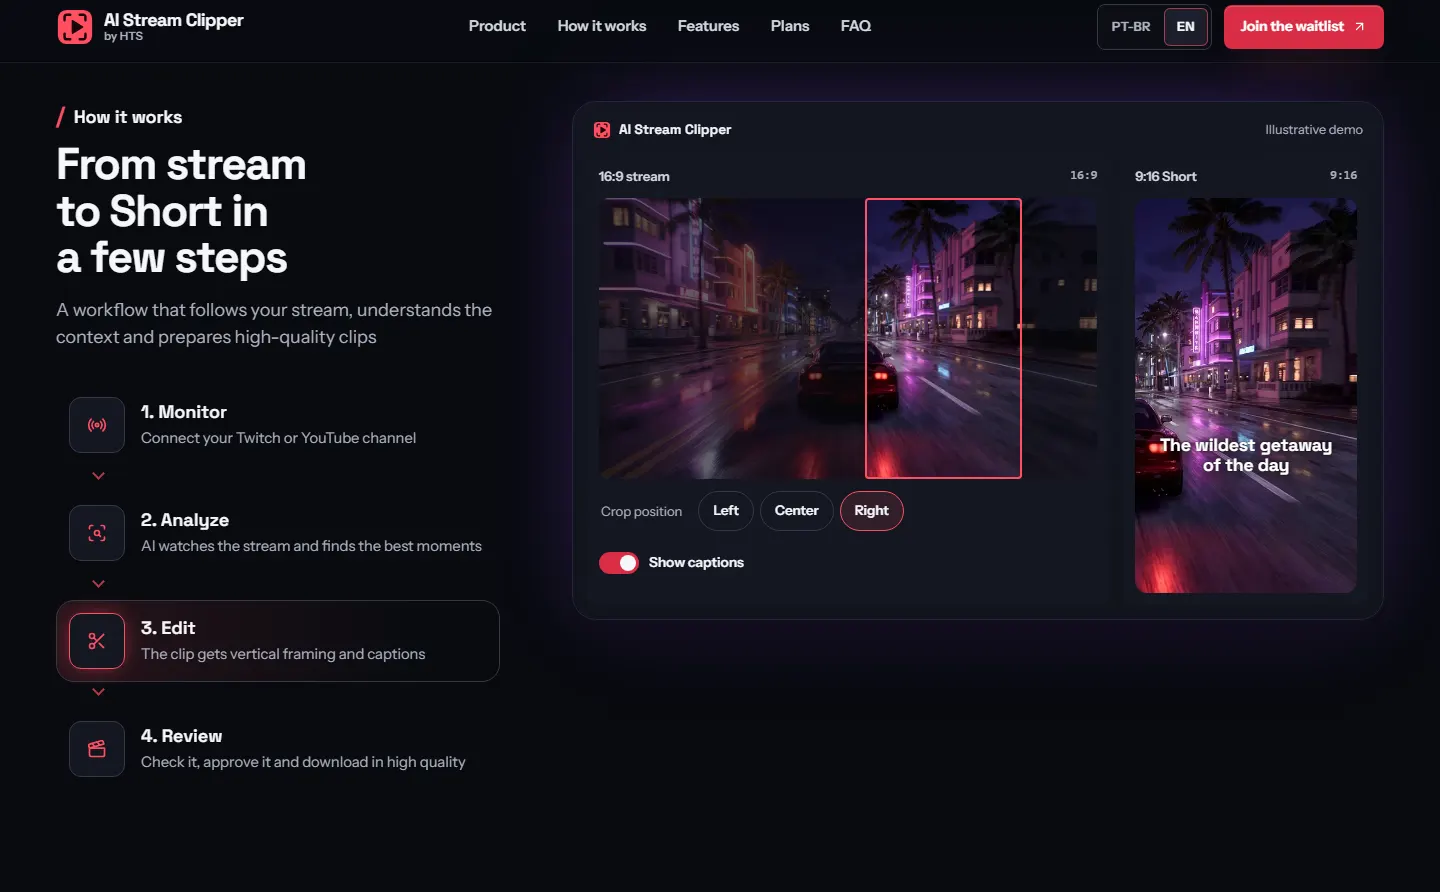 AI Stream Clipper
by HTS
Product
How it works
Features
Plans
FAQ
PT-BR
EN
Join the waitlist
/ How it works
From stream
to Short in
a few steps
A workflow that follows your stream, understands the
context and prepares high-quality clips
1. Monitor
Connect your Twitch or YouTube channel
2. Analyze
AI watches the stream and finds the best moments
3. Edit
The clip gets vertical framing and captions
4. Review
Check it, approve it and download in high quality
AI Stream Clipper
Illustrative demo
16:9 stream
16:9
Crop position
Left
Center
Right
Show captions
9:16 Short
9:16
The wildest getaway
of the day